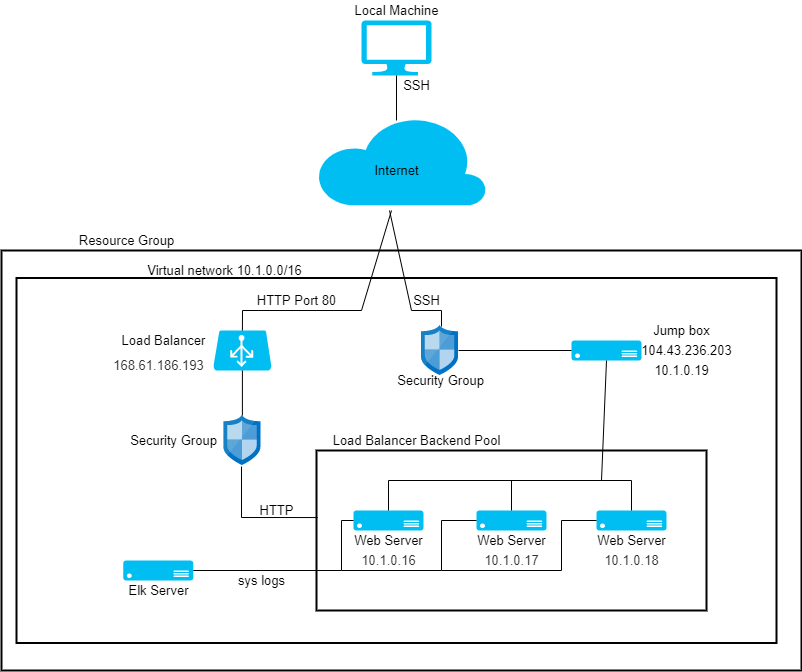 Local Machine
SSH
Internet
Resource Group
Virtual network 10.1.0.0/16
HTTP Port 80
SSH
Load Balancer
168.61.186.193
Security Group
Jump box
104.43.236.203
10.1.0.19
Security Group
Load Balancer Backend Pool
HTTP
Web Server
10.1.0.16
Web Server
10.1.0.17
Web Server
10.1.0.18
sys logs
Elk Server